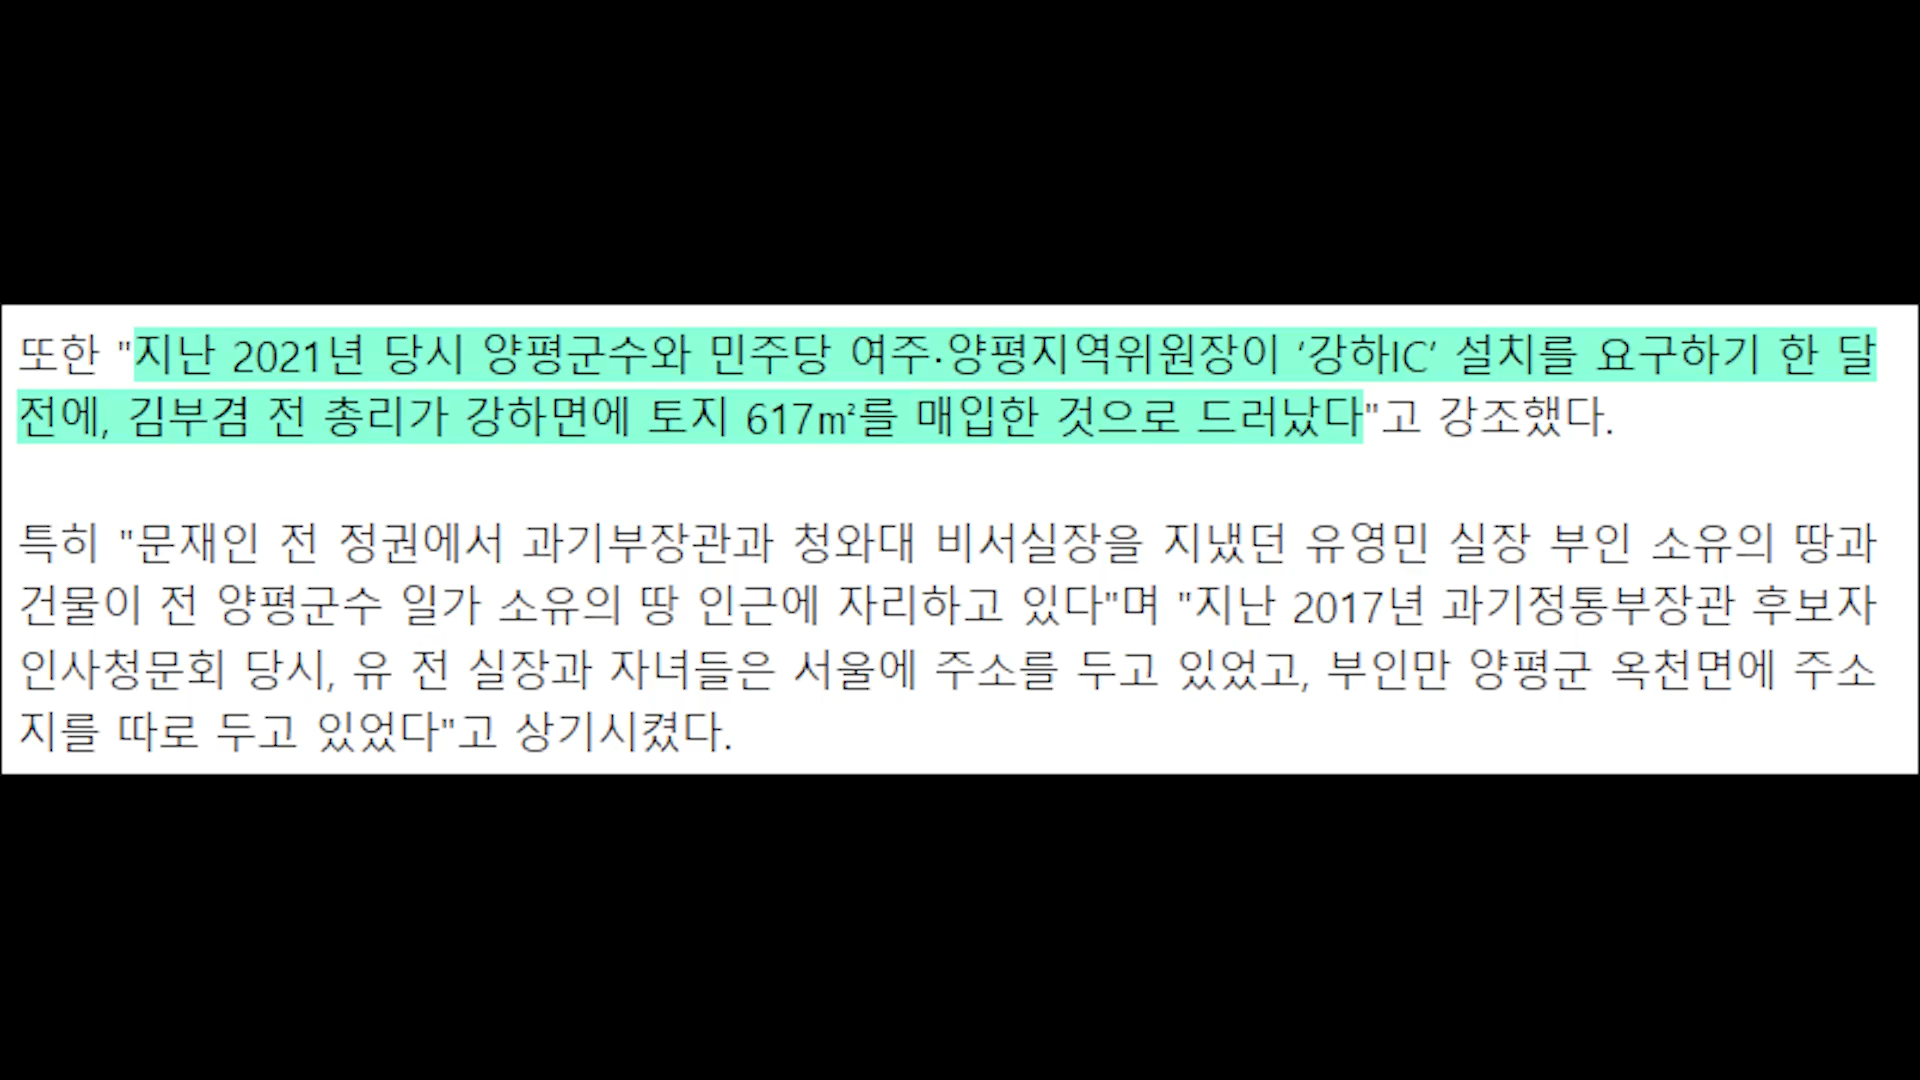 또한 "지난 2021년 당시 양평군수와 민주당 여주·양평지역위원장이 ‘강하IC’ 설치를 요구하기 한 달
전에, 김부겸 전 총리가 강하면에 토지 617㎡를 매입한 것으로 드러났다"고 강조했다.
특히 "문재인 전 정권에서 과기부장관과 청와대 비서실장을 지냈던 유영민 실장 부인 소유의 땅과
건물이 전 양평군수 일가 소유의 땅 인근에 자리하고 있다"며 "지난 2017년 과기정통부장관 후보자
인사청문회 당시, 유 전 실장과 자녀들은 서울에 주소를 두고 있었고, 부인만 양평군 옥천면에 주소
지를 따로 두고 있었다"고 상기시켰다.